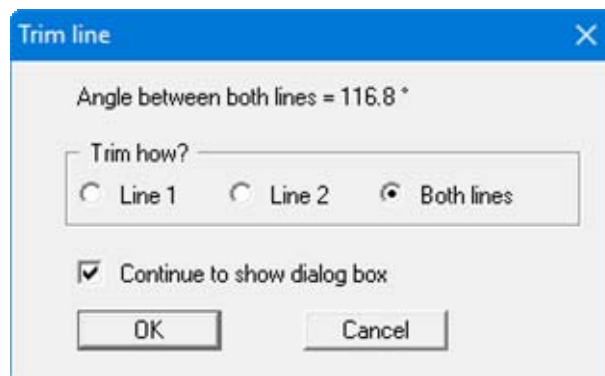 Trim line
Angle between both lines = 116.8 °
Trim how?
Line 1 Line 2 Both lines
Continue to show dialog box
OK Cancel